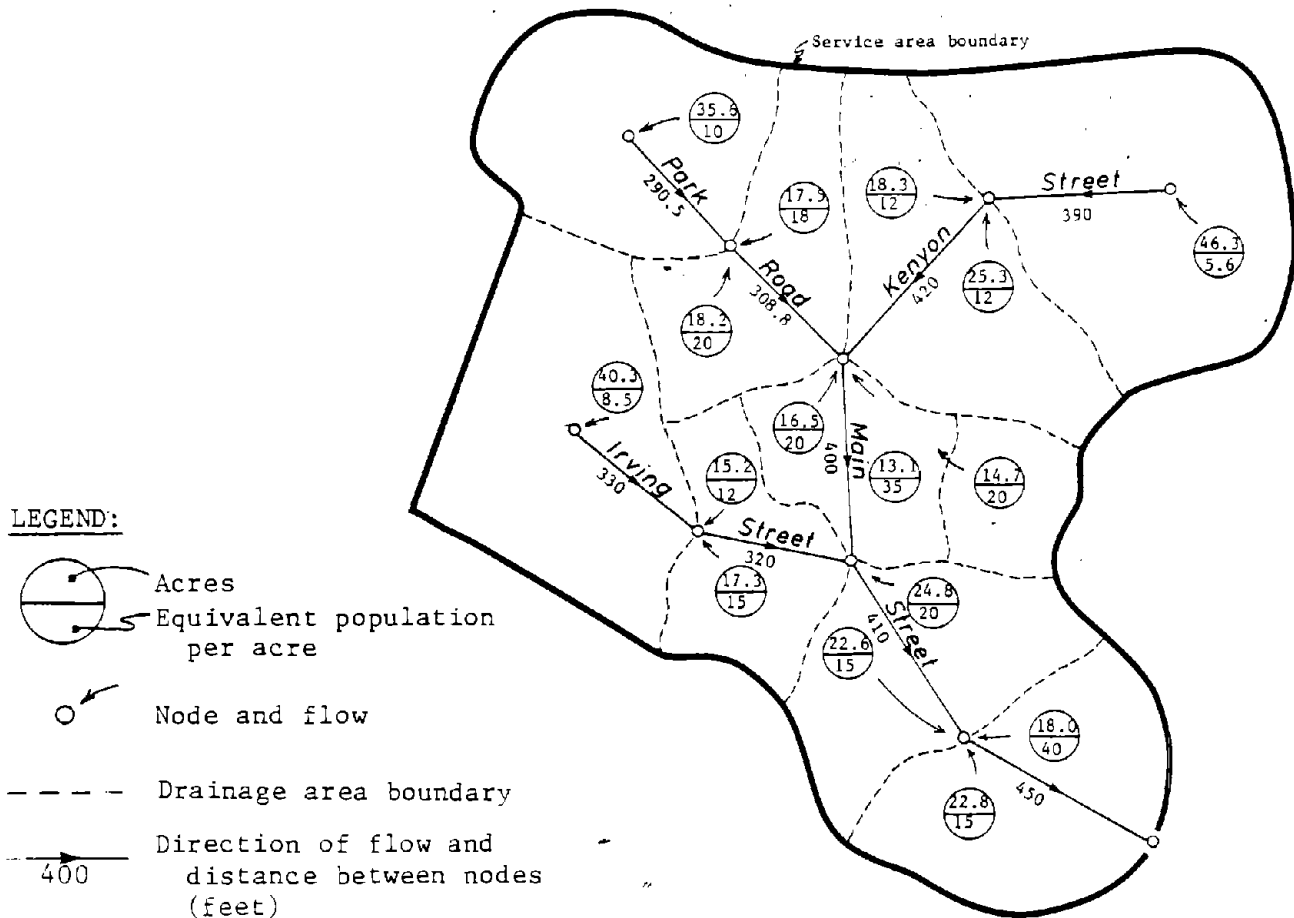 Service area boundary
35.6
10
Park
290.5
17.9
18
18.3
12
Street
390
46.3
5.6
Kenyon
420
25.3
12
Road
308.8
18.2
20
40.3
8.5
Irving
330
16.5
20
Main
400
13.1
35
14.7
20
15.2
12
Street
320
17.3
15
24.8
20
Street
410
22.6
15
18.0
40
22.8
15
450
LEGEND:
Acres
Equivalent population
per acre
Node and flow
Drainage area boundary
400
Direction of flow and
distance between nodes
(feet)